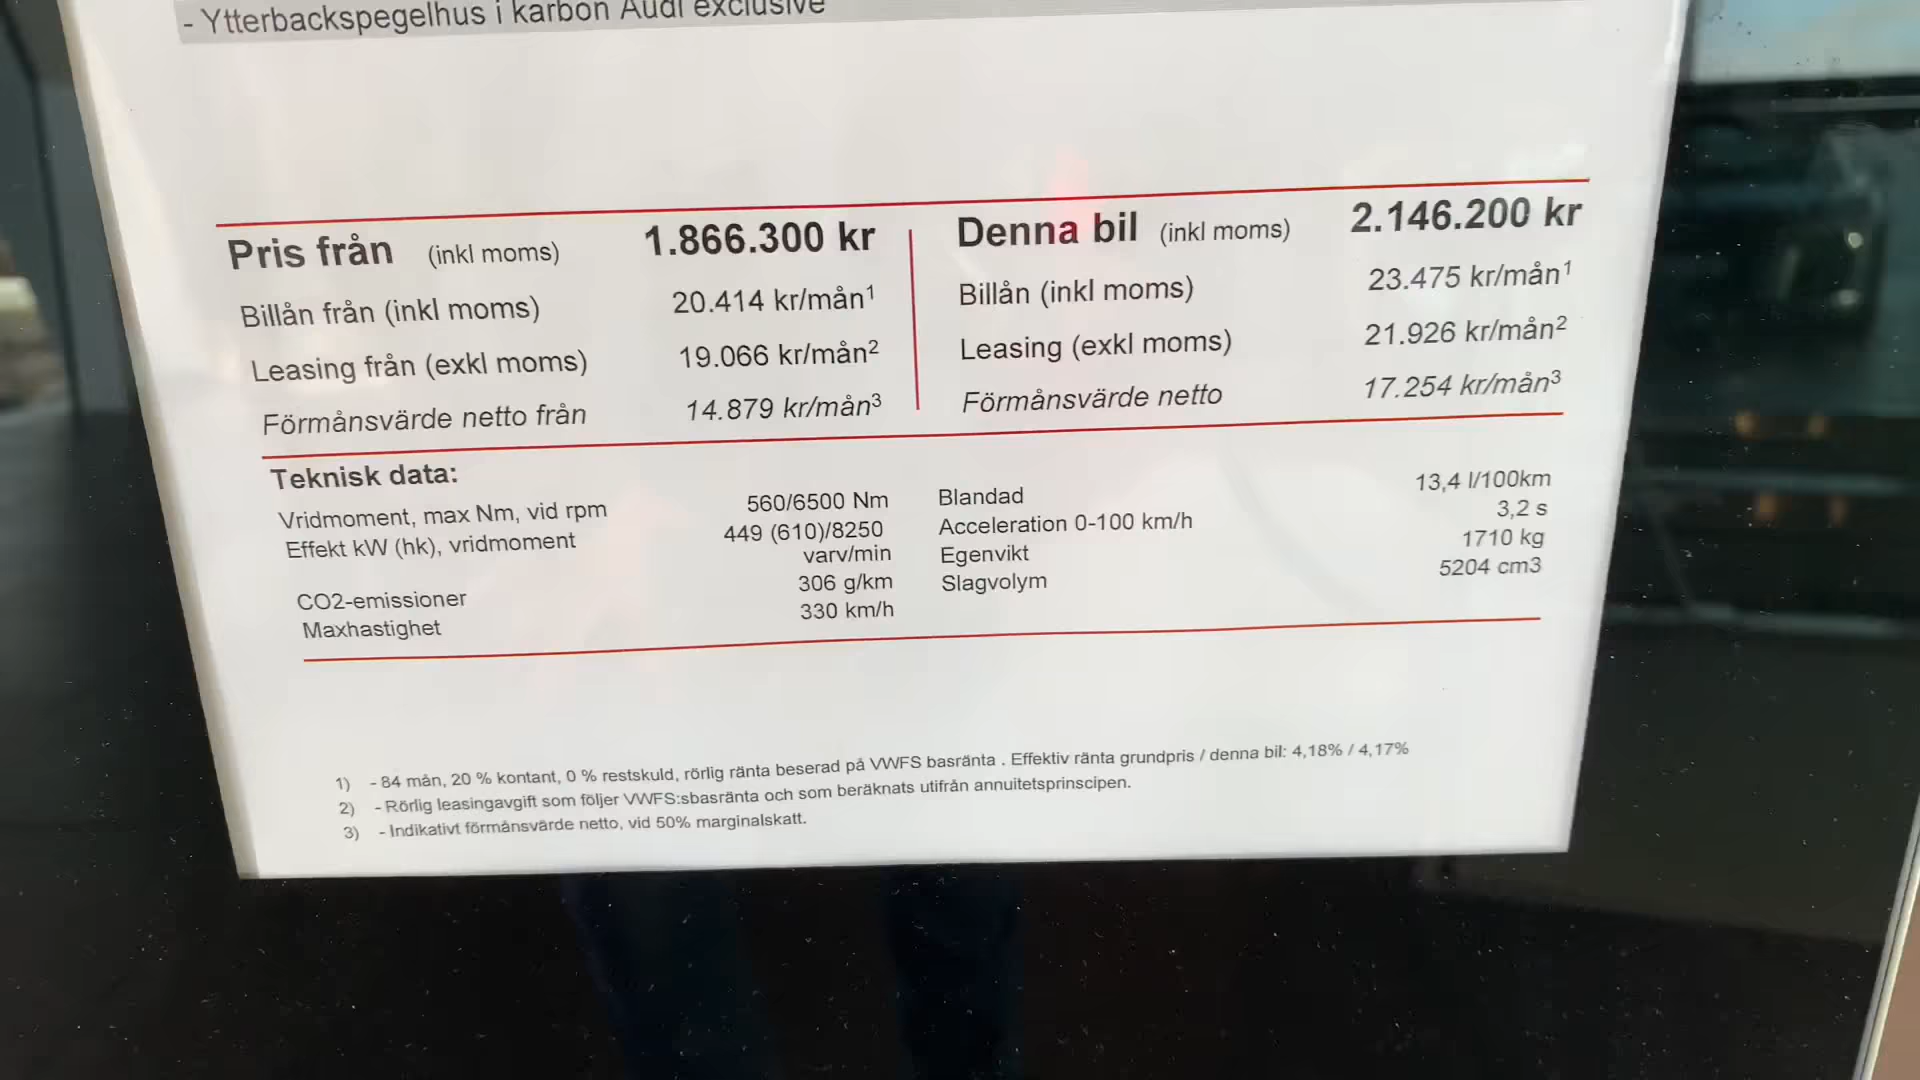 - Ytterbackspegelhus i karbon Audi exclusive
Pris från (inkl moms) 1.866.300 kr
Billån från (inkl moms) 20.414 kr/mån1
Leasing från (exkl moms) 19.066 kr/mån2
Förmånsvärde netto från 14.879 kr/mån3
Denna bil (inkl moms) 2.146.200 kr
Billån (inkl moms) 23.475 kr/mån1
Leasing (exkl moms) 21.926 kr/mån2
Förmånsvärde netto 17.254 kr/mån3
Teknisk data:
Vridmoment, max Nm, vid rpm 560/6500 Nm
Effekt kW (hk), vridmoment 449 (610)/8250
varv/min
CO2-emissioner 306 g/km
Maxhastighet 330 km/h
Blandad 13,4 l/100km
Acceleration 0-100 km/h 3,2 s
Egenvikt 1710 kg
Slagvolym 5204 cm3
1) - 84 mån, 20 % kontant, 0 % restskuld, rörlig ränta beserad på VWFS basränta . Effektiv ränta grundpris / denna bil: 4,18% / 4,17%
2) - Rörlig leasingavgift som följer VWFS:sbasränta och som beräknats utifrån annuitetsprinscipen.
3) - Indikativt förmånsvärde netto, vid 50% marginalskatt.